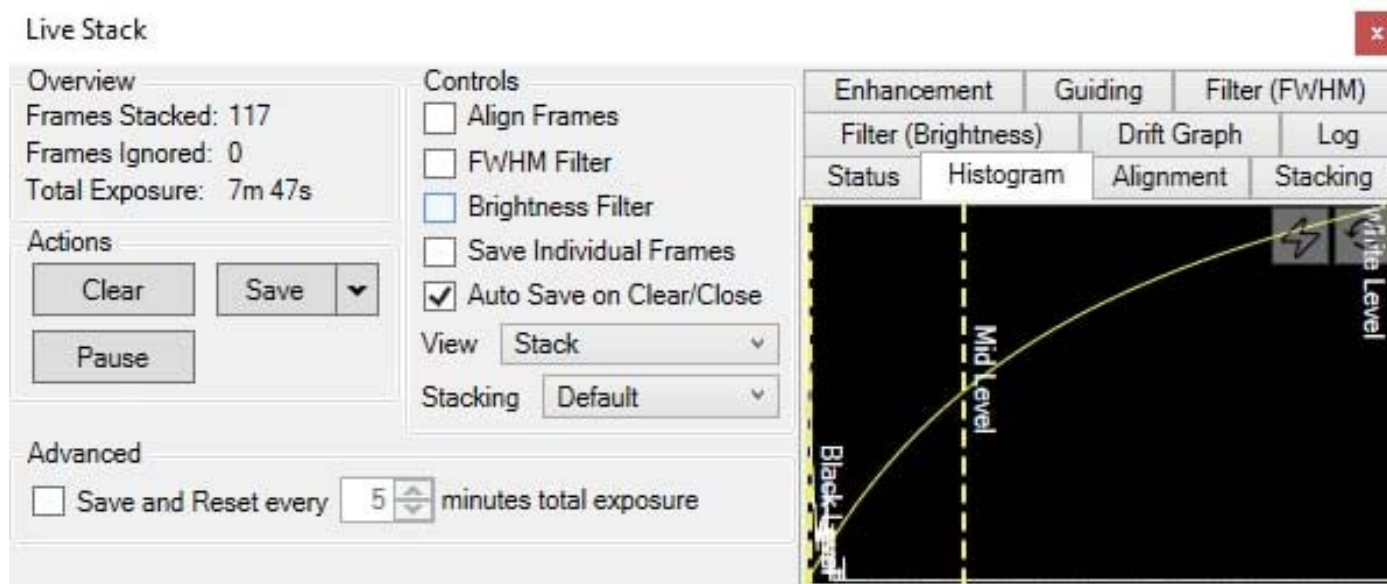 Live Stack
x
Overview
Frames Stacked: 117
Frames Ignored: 0
Total Exposure: 7m 47s
Actions
Clear
Save
Pause
Controls
Align Frames
FWHM Filter
Brightness Filter
Save Individual Frames
Auto Save on Clear/Close
View Stack
Stacking Default
Advanced
Save and Reset every 5 minutes total exposure
Enhancement Guiding Filter (FWHM)
Filter (Brightness) Drift Graph Log
Status Histogram Alignment Stacking
Black Level
Mid Level
White Level